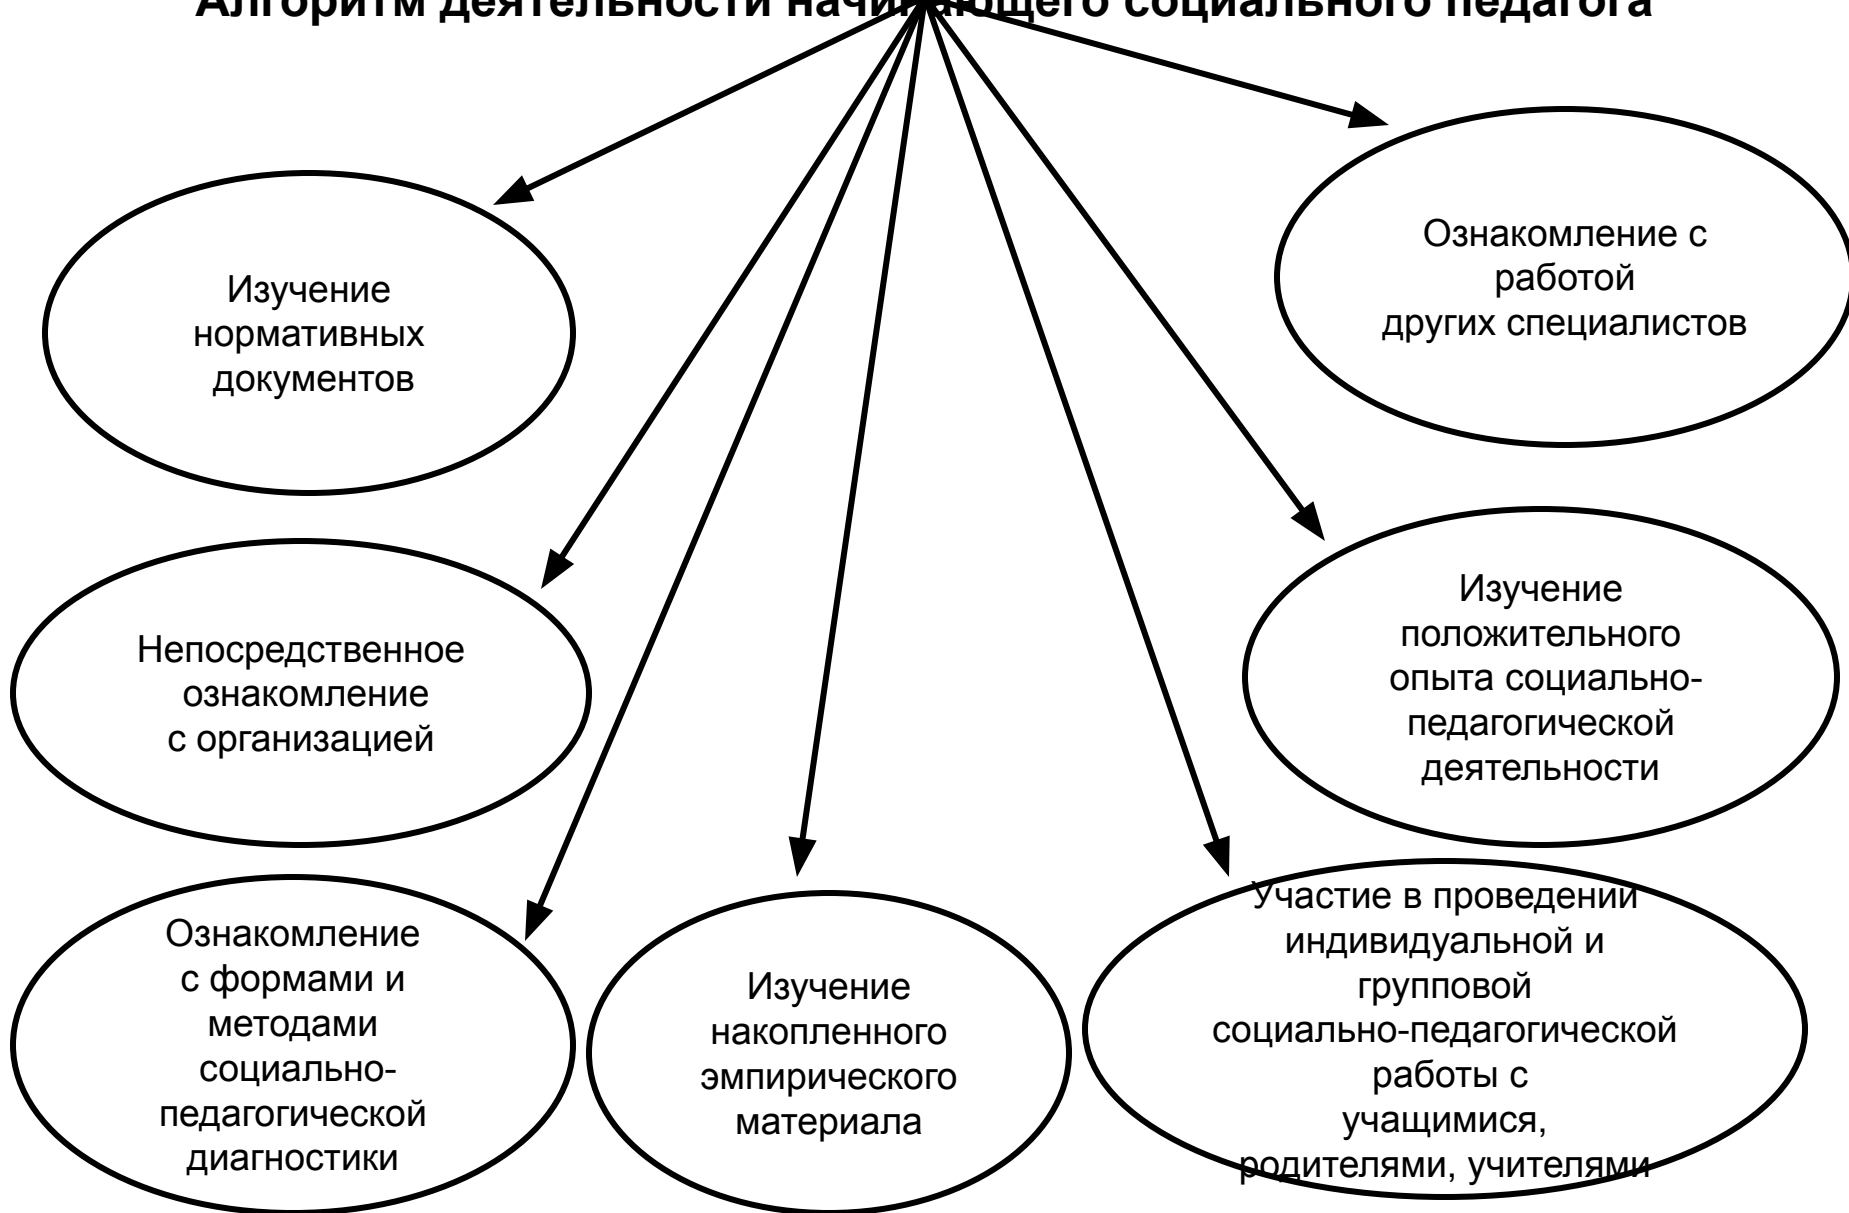 Алгоритм деятельности начинающего социального педагога
Изучение
нормативных
документов
Ознакомление с
работой
других специалистов
Непосредственное
ознакомление
с организацией
Изучение
положительного
опыта социально-
педагогической
деятельности
Ознакомление
с формами и
методами
социально-
педагогической
диагностики
Изучение
накопленного
эмпирического
материала
Участие в проведении
индивидуальной и
групповой
социально-педагогической
работы с
учащимися,
родителями, учителями